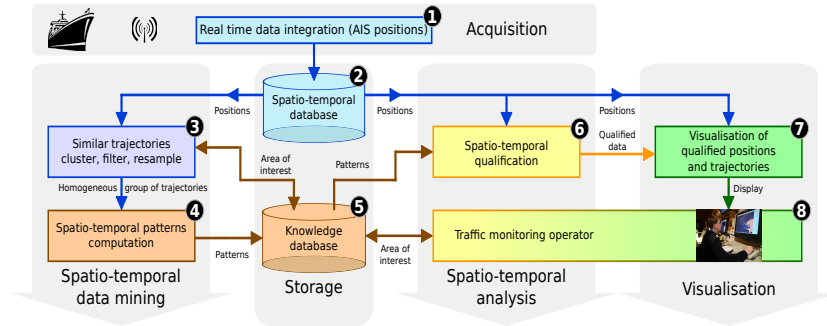 1
Real time data integration (AIS positions)
Acquisition
2
Spatio-temporal
database
Positions
Positions
Positions
3
Similar trajectories
cluster, filter, resample
Area of
interest
Patterns
6
Spatio-temporal
qualification
Qualified
data
7
Visualisation of
qualified positions
and trajectories
Homogeneous
group of trajectories
Display
4
Spatio-temporal patterns
computation
Patterns
5
Knowledge
database
Area of
interest
Traffic monitoring operator
8
Spatio-temporal
data mining
Storage
Spatio-temporal
analysis
Visualisation